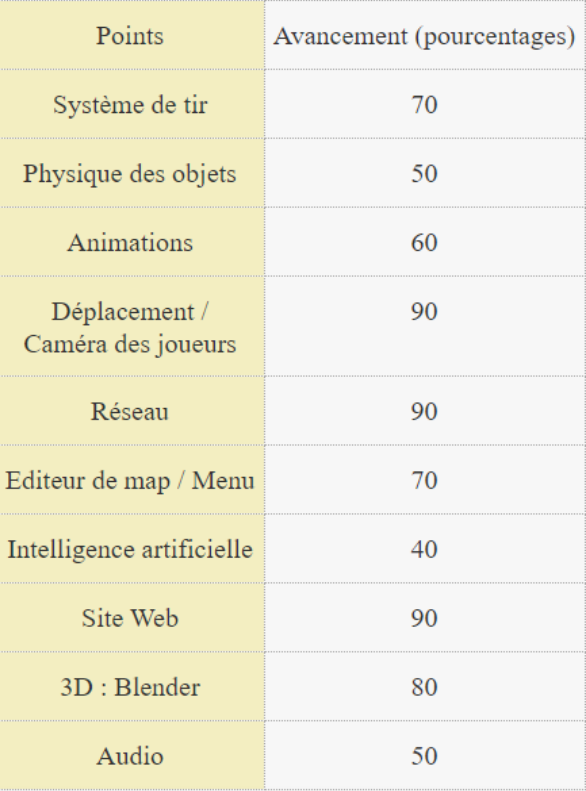 Points Avancement (pourcentages)
Système de tir 70
Physique des objets 50
Animations 60
Déplacement / 90
Caméra des joueurs
Réseau 90
Editeur de map / Menu 70
Intelligence artificielle 40
Site Web 90
3D : Blender 80
Audio 50